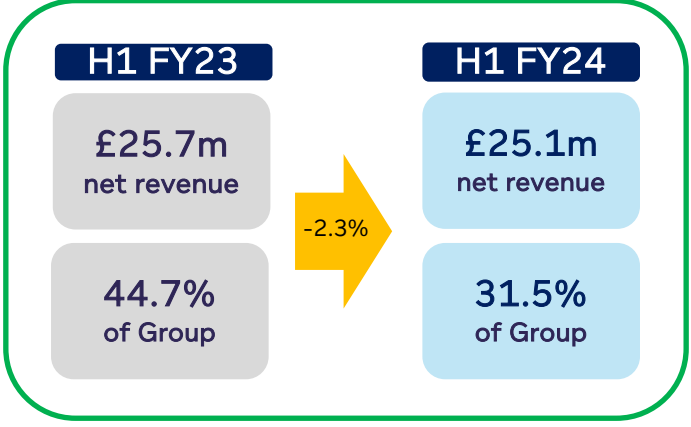 H1 FY23
£25.7m
net revenue
44.7%
of Group
-2.3%
H1 FY24
£25.1m
net revenue
31.5%
of Group